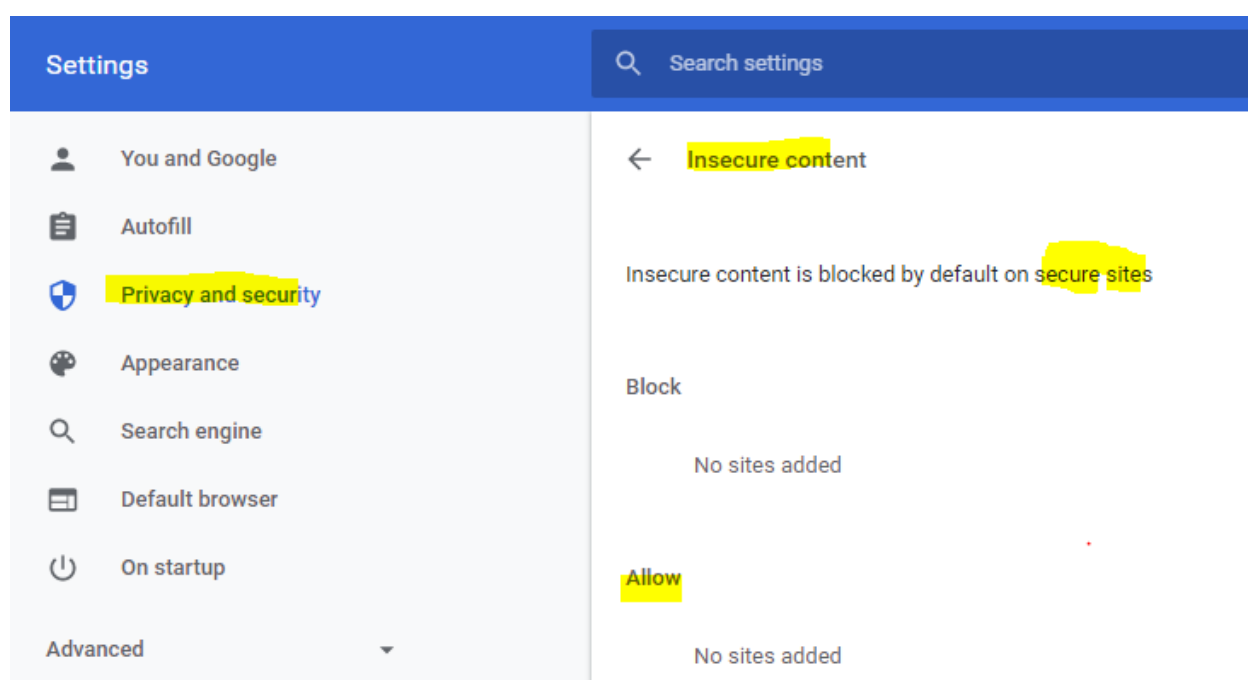 Settings
Search settings
You and Google
Autofill
Privacy and security
Appearance
Search engine
Default browser
On startup
Advanced
Insecure content
Insecure content is blocked by default on secure sites
Block
No sites added
Allow
No sites added